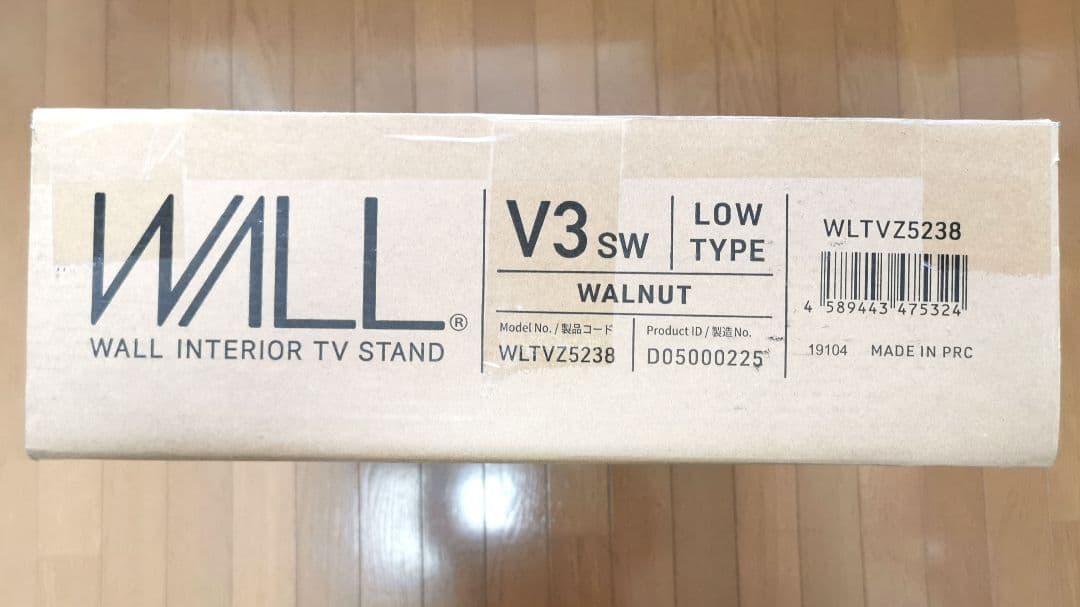 WALL®
WALL INTERIOR TV STAND
V3 SW
LOW
TYPE
WALNUT
Model No. / 製品コード
WLTVZ5238
Product ID / 製造No.
D05000225
WLTVZ5238
4 589443 475324
19104 MADE IN PRC